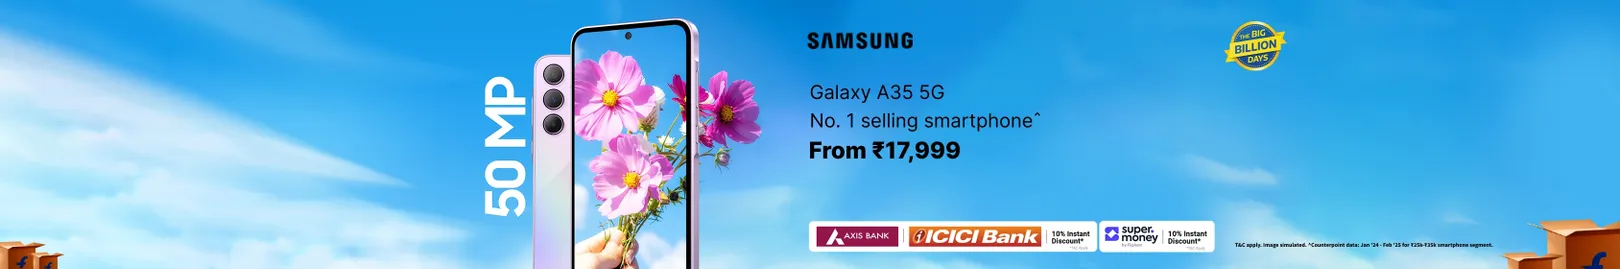 50 MP
SAMSUNG
Galaxy A35 5G
No. 1 selling smartphone^
From ₹17,999
THE BIG
BILLION
DAYS
AXIS BANK
ICICI Bank
10% Instant
Discount*
super.
money
by Flipkart
10% Instant
Discount*
T&C apply. Image simulated. ^Counterpoint data: Jan '24 - Feb '25 for ₹25k-₹35k smartphone segment.